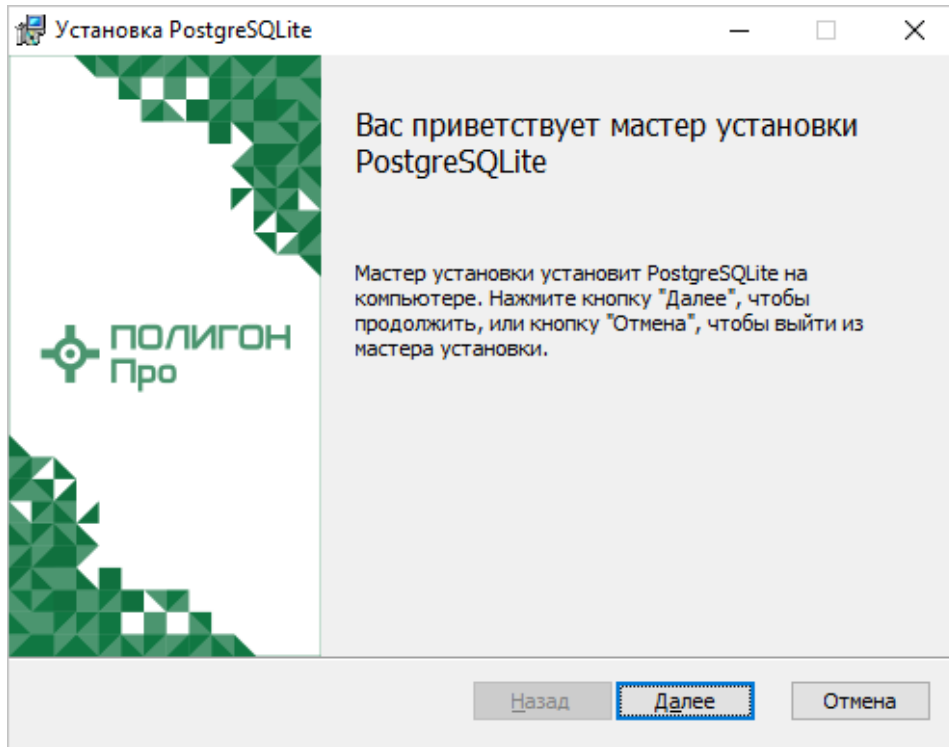 Установка PostgreSQLite
Вас приветствует мастер установки
PostgreSQLite
Мастер установки установит PostgreSQLite на
компьютере. Нажмите кнопку "Далее", чтобы
продолжить, или кнопку "Отмена", чтобы выйти из
мастера установки.
ПОЛИГОН
Про
Назад
Далее
Отмена